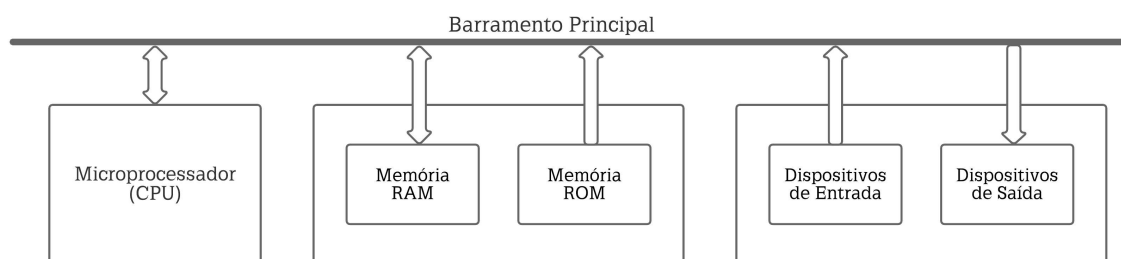 Barramento Principal
Microprocessador
(CPU)
Memória
RAM
Memória
ROM
Dispositivos
de Entrada
Dispositivos
de Saída